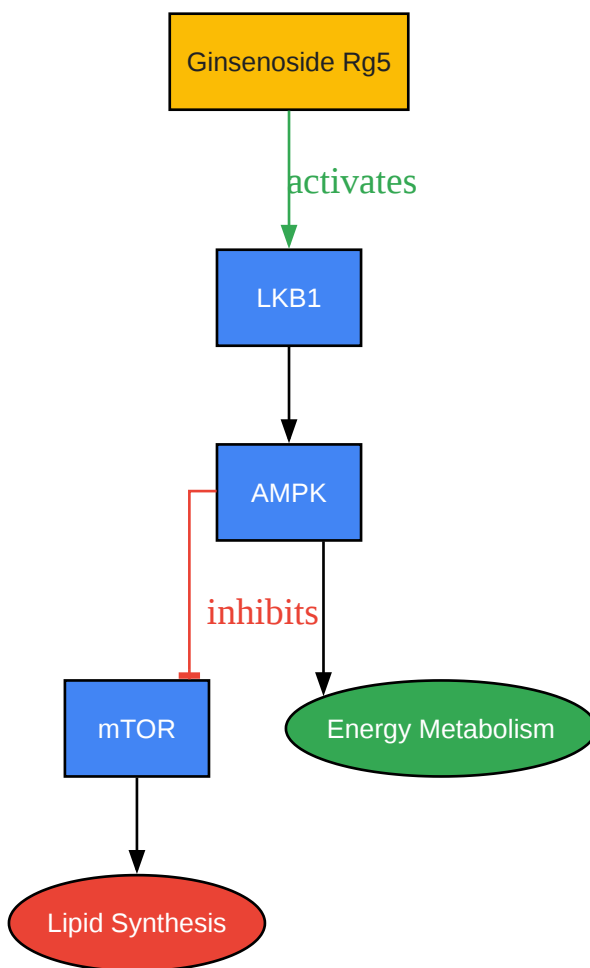 Ginsenoside Rg5
activates
LKB1
AMPK
inhibits
mTOR
Energy Metabolism
Lipid Synthesis